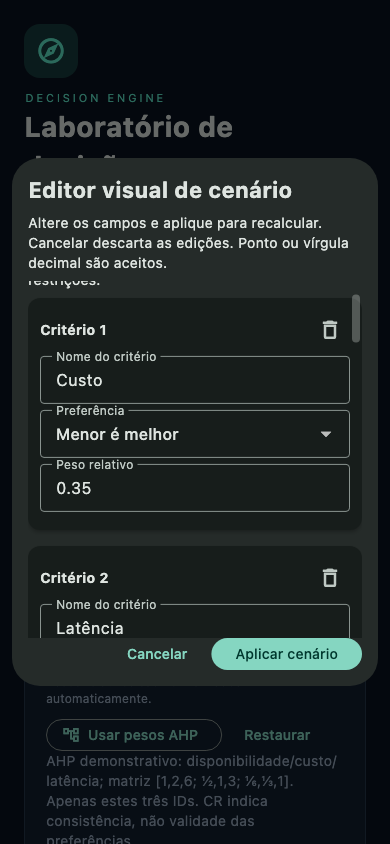 DECISION ENGINE
Laboratório de
Editor visual de cenário
Altere os campos e aplique para recalcular.
Cancelar descarta as edições. Ponto ou vírgula
decimal são aceitos.
restrições.
Critério 1
Nome do critério
Custo
Preferência
Menor é melhor
Peso relativo
0.35
Critério 2
Nome do critério
Latência
Cancelar
Aplicar cenário
automaticamente.
Usar pesos AHP
Restaurar
AHP demonstrativo: disponibilidade/custo/
latência; matriz [1,2,6; ½,1,3; ⅙,⅓,1].
Apenas estes três IDs. CR indica
consistência, não validade das
preferências